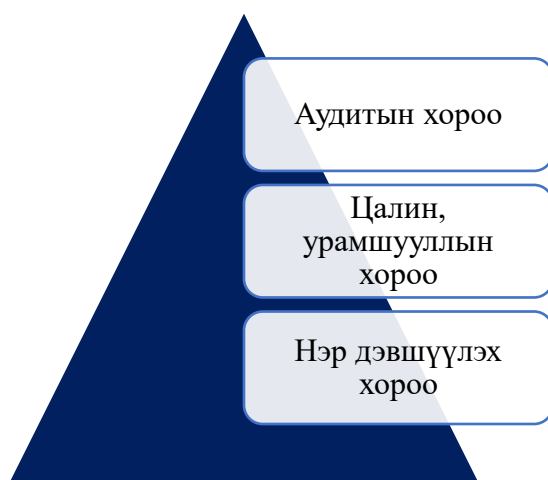 Аудитын хороо
Цалин,
урамшууллын
хороо
Нэр дэвшүүлэх
хороо